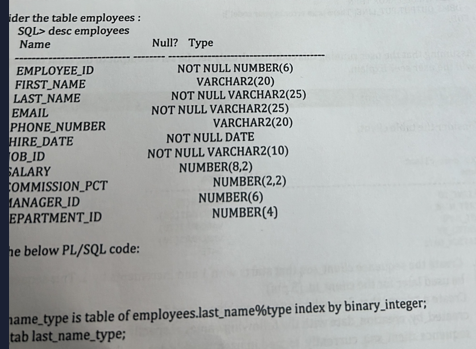 ider the table employees :
SQL> desc employees
Name Null? Type
EMPLOYEE_ID NOT NULL NUMBER(6)
FIRST_NAME VARCHAR2(20)
LAST_NAME NOT NULL VARCHAR2(25)
EMAIL NOT NULL VARCHAR2(25)
PHONE_NUMBER VARCHAR2(20)
HIRE_DATE NOT NULL DATE
OB_ID NOT NULL VARCHAR2(10)
SALARY NUMBER(8,2)
OMMISSION_PCT NUMBER(2,2)
MANAGER_ID NUMBER(6)
EPARTMENT_ID NUMBER(4)
he below PL/SQL code:
name_type is table of employees.last_name%type index by binary_integer;
tab last_name_type;